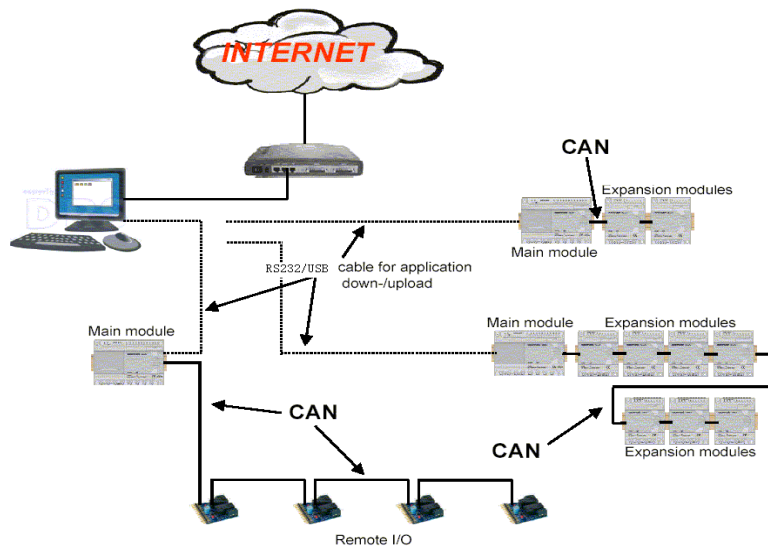 INTERNET
CAN
Expansion modules
Main module
RS232/USB cable for application
down-/upload
Main module
Main module
Expansion modules
CAN
CAN
Expansion modules
Remote I/O